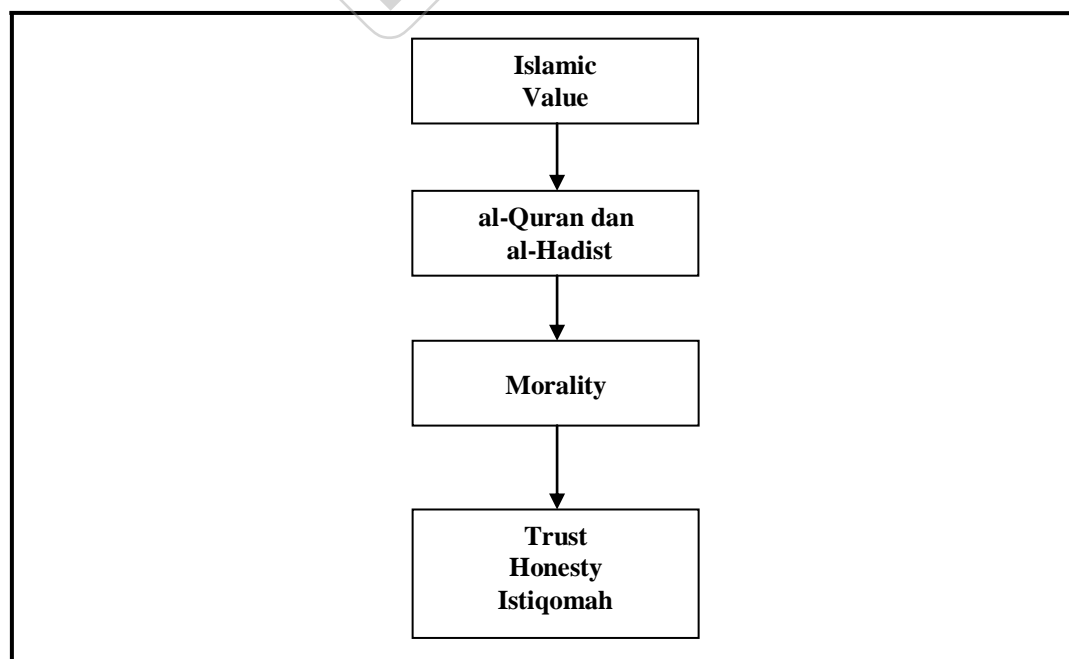 Islamic
Value
al-Quran dan
al-Hadist
Morality
Trust
Honesty
Istiqomah